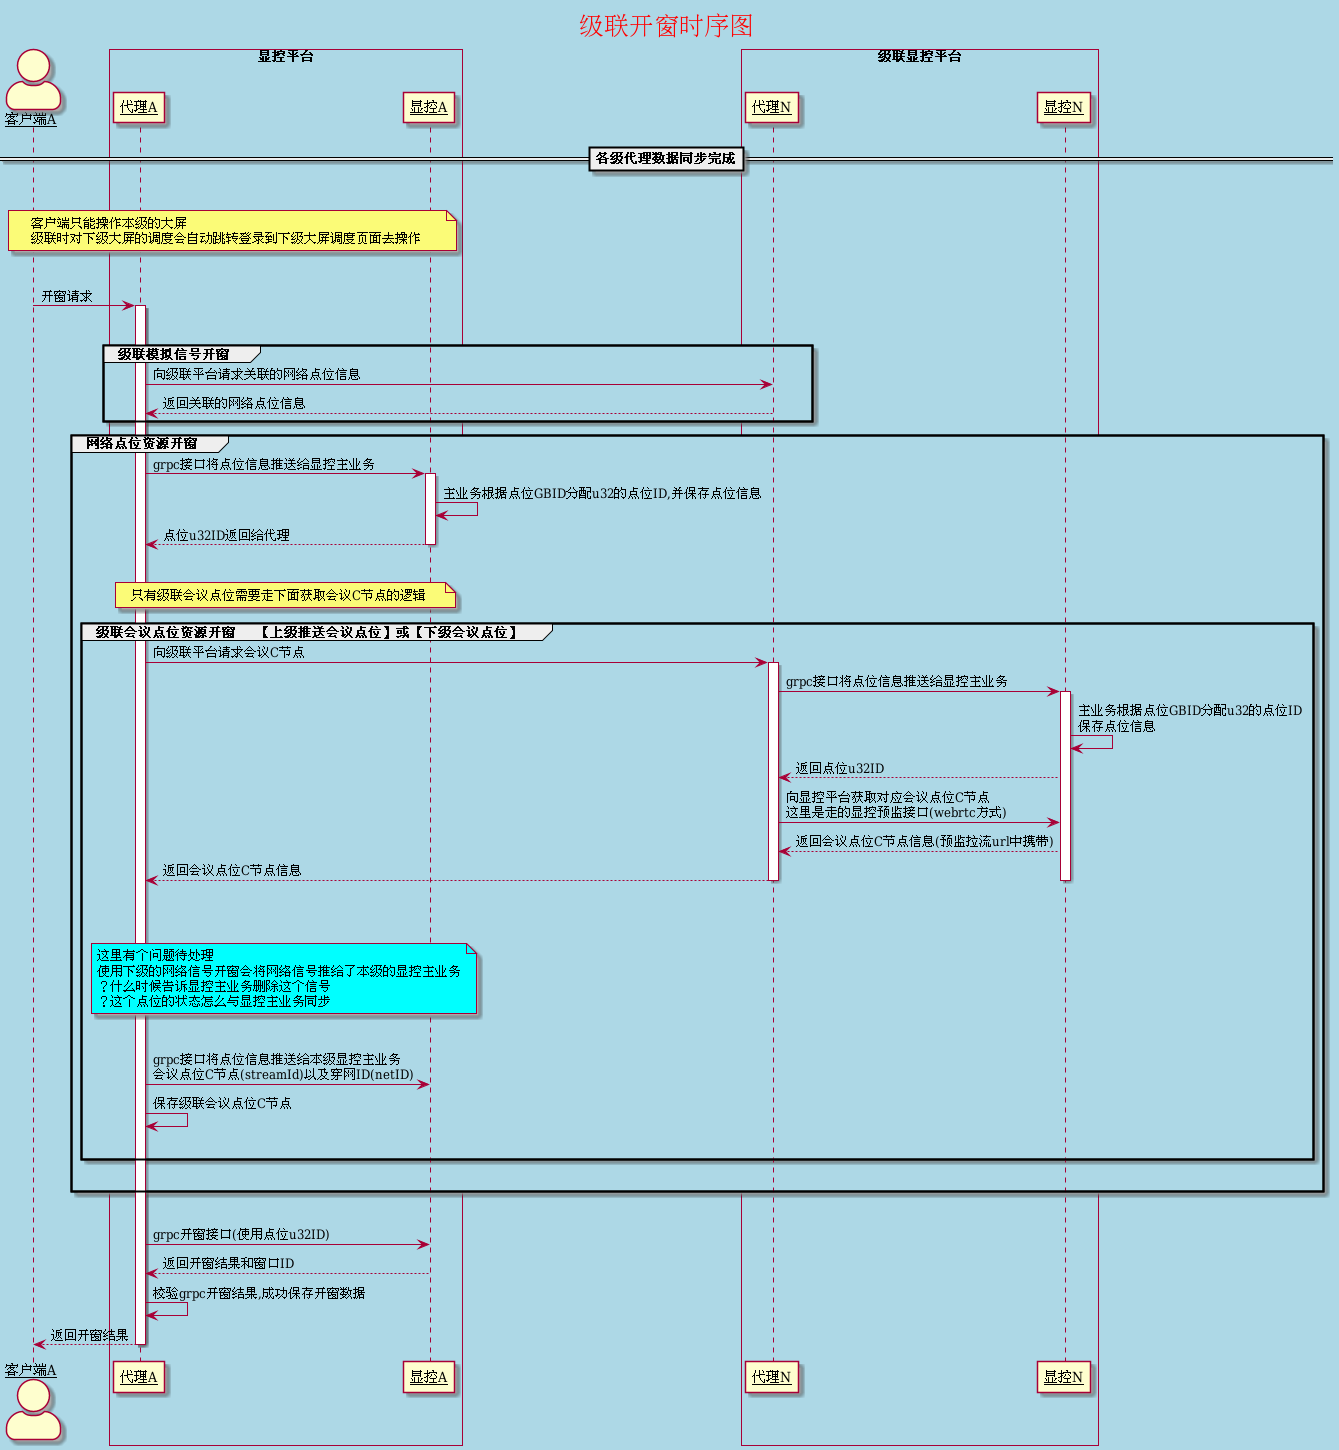 级联开窗时序图
显控平台
级联显控平台
客户端A
代理A
显控A
代理N
显控N
各级代理数据同步完成
客户端只能操作本级的大屏
级联时对下级大屏的调度会自动跳转登录到下级大屏调度页面去操作
开窗请求
级联模拟信号开窗
向级联平台请求关联的网络点位信息
返回关联的网络点位信息
网络点位资源开窗
grpc接口将点位信息推送给显控主业务
主业务根据点位GBID分配u32的点位ID,并保存点位信息
点位u32ID返回给代理
只有级联会议点位需要走下面获取会议C节点的逻辑
级联会议点位资源开窗 【上级推送会议点位】或【下级会议点位】
向级联平台请求会议C节点
grpc接口将点位信息推送给显控主业务
主业务根据点位GBID分配u32的点位ID
保存点位信息
返回点位u32ID
向显控平台获取对应会议点位C节点
这里是走的显控预监接口(webrtc方式)
返回会议点位C节点信息(预监拉流url中携带)
返回会议点位C节点信息
这里有个问题待处理
使用下级的网络信号开窗会将网络信号推给了本级的显控主业务
？什么时候告诉显控主业务删除这个信号
？这个点位的状态怎么与显控主业务同步
grpc接口将点位信息推送给本级显控主业务
会议点位C节点(streamId)以及穿网ID(netID)
保存级联会议点位C节点
grpc开窗接口(使用点位u32ID)
返回开窗结果和窗口ID
校验grpc开窗结果,成功保存开窗数据
返回开窗结果
客户端A
代理A
显控A
代理N
显控N